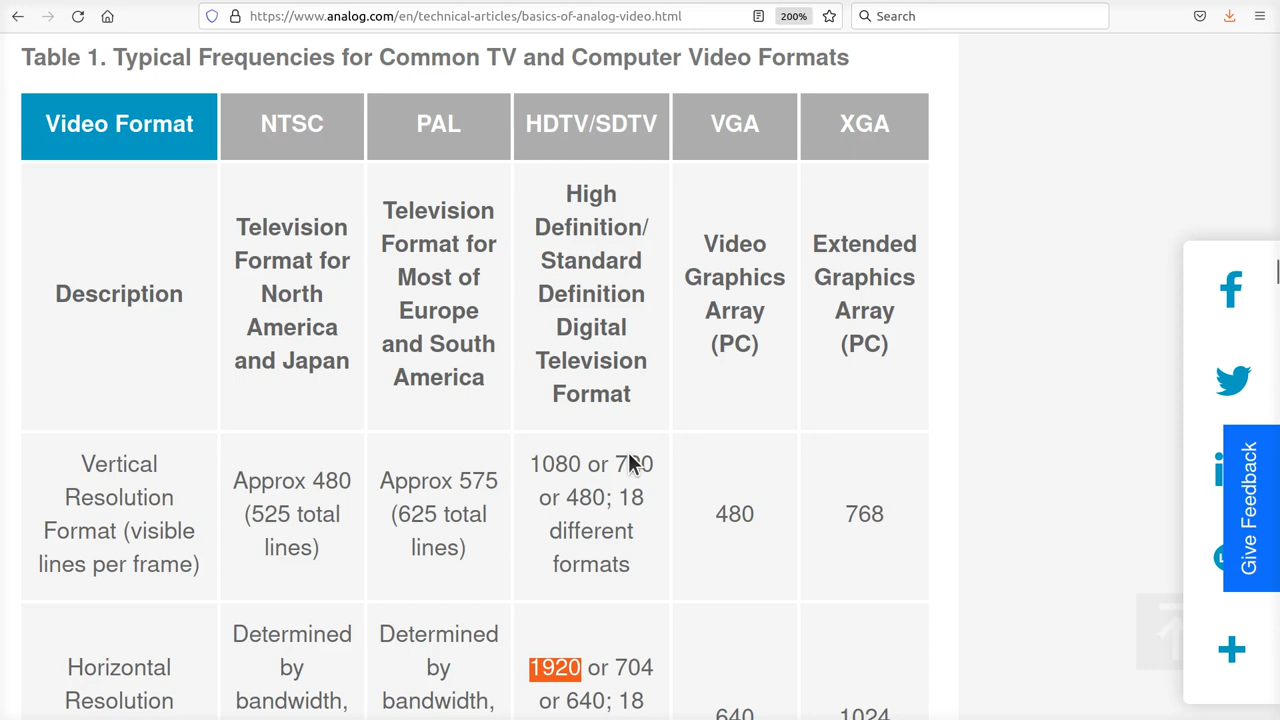 https://www.analog.com/en/technical-articles/basics-of-analog-video.html
200%
Search
Table 1. Typical Frequencies for Common TV and Computer Video Formats
Video Format
NTSC
PAL
HDTV/SDTV
VGA
XGA
Description
Television
Format for
North
America
and Japan
Television
Format for
Most of
Europe
and South
America
High
Definition/
Standard
Definition
Digital
Television
Format
Video
Graphics
Array
(PC)
Extended
Graphics
Array
(PC)
Vertical
Resolution
Format (visible
lines per frame)
Approx 480
(525 total
lines)
Approx 575
(625 total
lines)
1080 or 720
or 480; 18
different
formats
480
768
Horizontal
Resolution
Determined
by
bandwidth,
Determined
by
bandwidth,
1920 or 704
or 640; 18
640
1024
Give Feedback